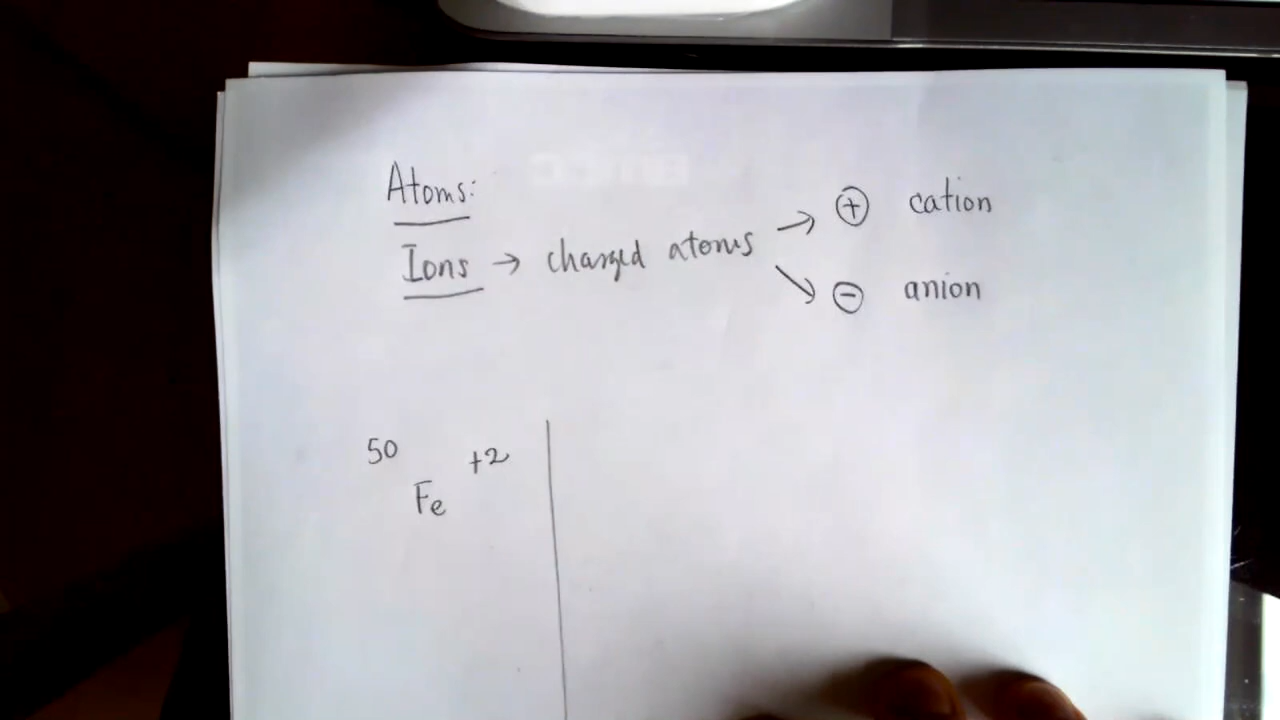 Atoms:
Ions → charged atoms → ⊕ cation
↘ ⊖ anion
50 Fe +2